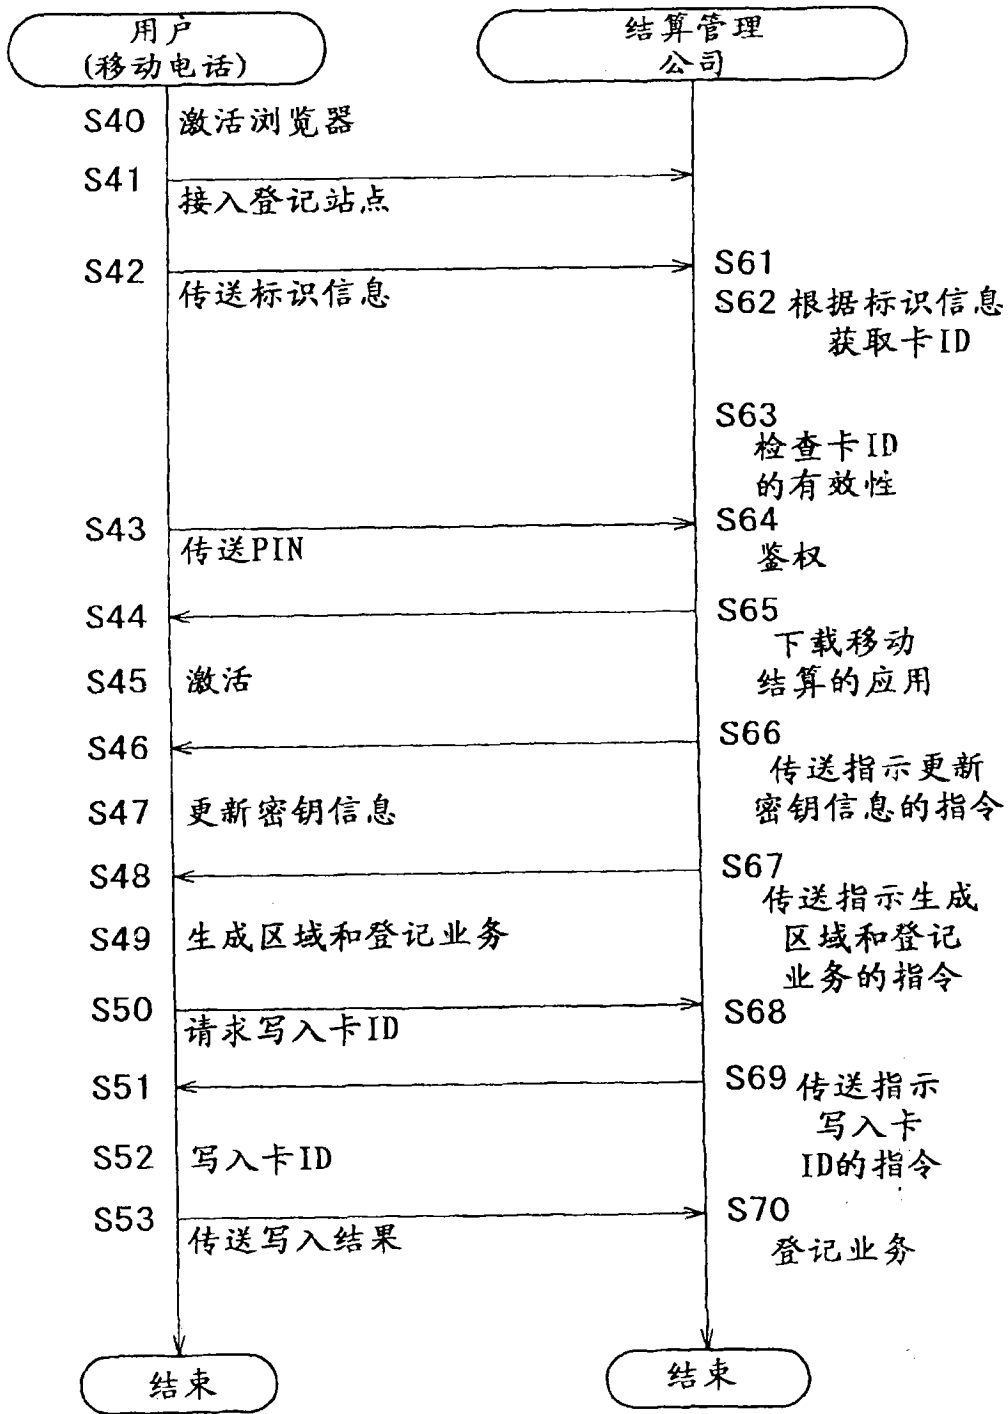 用户
(移动电话)
结算管理
公司
S40 激活浏览器
S41
接入登记站点
S42
传送标识信息
S61
S62 根据标识信息
获取卡ID
S63
检查卡ID
的有效性
S43
传送PIN
S64
鉴权
S44
S65
下载移动
结算的应用
S45 激活
S46
S66
传送指示更新
密钥信息的指令
S47 更新密钥信息
S48
S67
传送指示生成
区域和登记
业务的指令
S49 生成区域和登记业务
S50
请求写入卡ID
S68
S51
S69 传送指示
写入卡
ID的指令
S52 写入卡ID
S53
传送写入结果
S70
登记业务
结束
结束